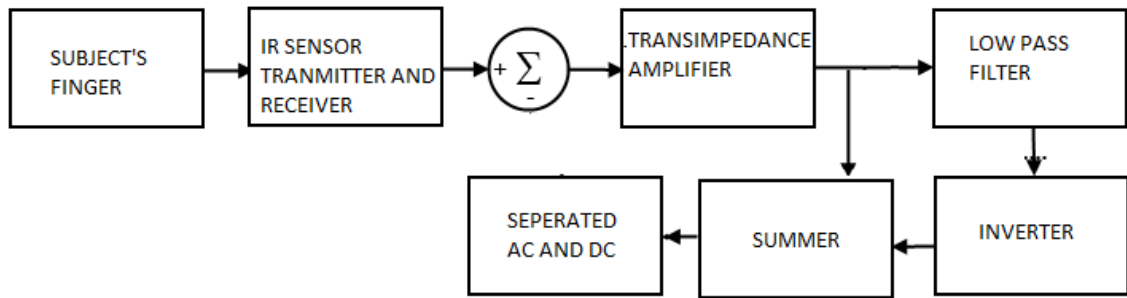 SUBJECT'S
FINGER
IR SENSOR
TRANMITTER AND
RECEIVER
+ Σ
-
.TRANSIMPEDANCE
AMPLIFIER
LOW PASS
FILTER
SEPERATED
AC AND DC
SUMMER
INVERTER